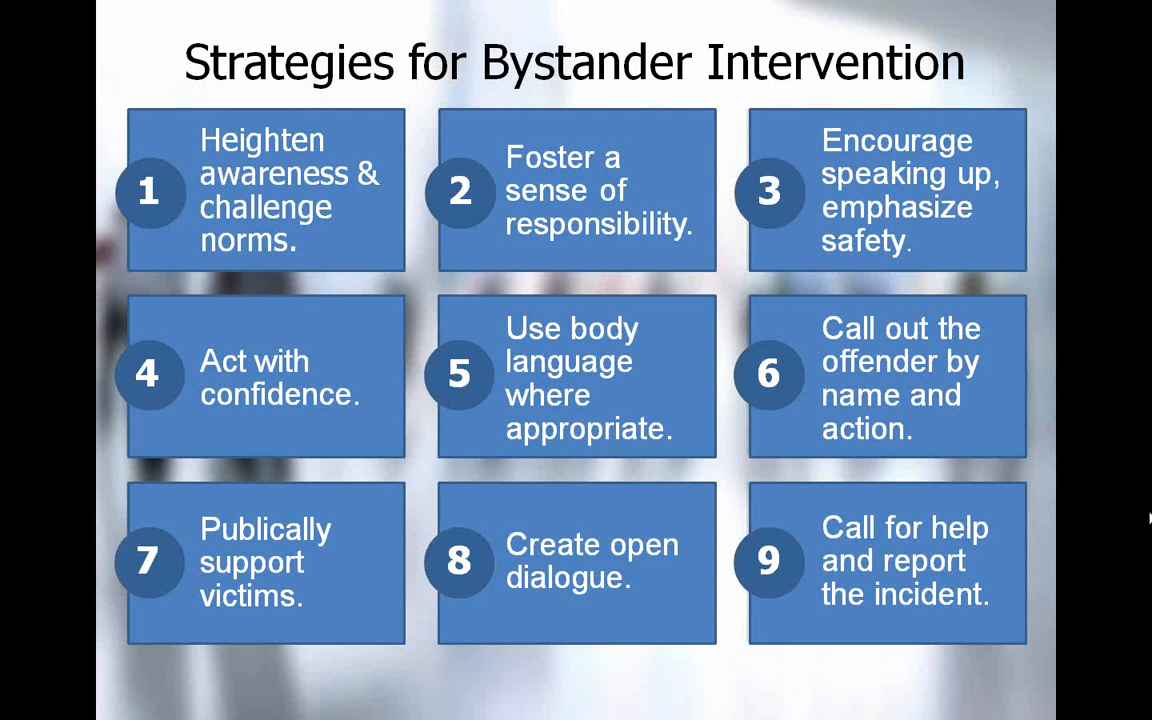 Strategies for Bystander Intervention
1
Heighten
awareness &
challenge
norms.
2
Foster a
sense of
responsibility.
3
Encourage
speaking up,
emphasize
safety.
4
Act with
confidence.
5
Use body
language
where
appropriate.
6
Call out the
offender by
name and
action.
7
Publically
support
victims.
8
Create open
dialogue.
9
Call for help
and report
the incident.